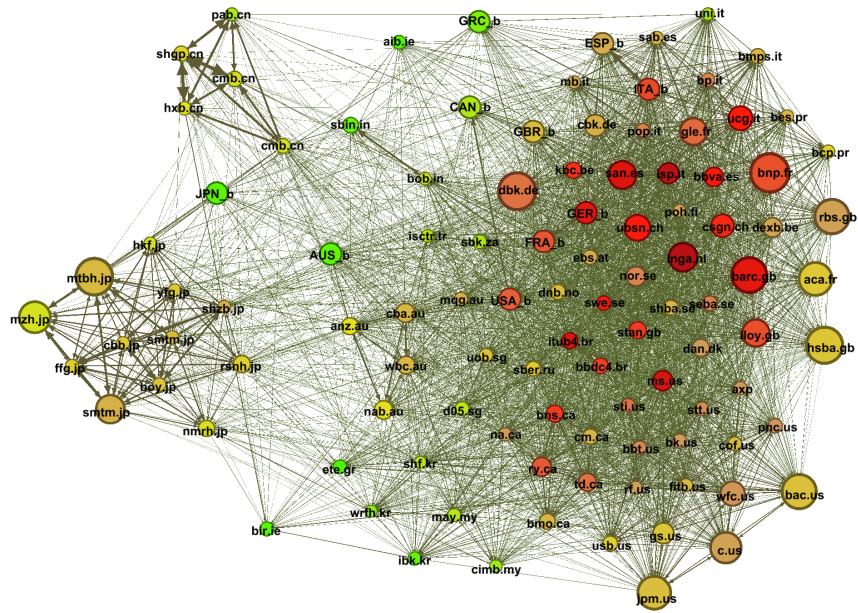 pab.cn
GRC_b
uni.it
shgp.cn
aib.ie
ESP_b
sab.es
bmps.it
cmb.cn
mb.it
bp.it
hxb.cn
ITA_b
sbin.in
CAN_b
GBR_b
cbk.de
pop.it
gle.fr
ucg.it
bes.pr
cmb.cn
bcp.pr
kbc.be
san.es
isp.it
bbva.es
bnp.fr
bob.in
JPN_b
dbk.de
GER_b
poh.fi
ubsn.ch
csgn.ch
dexb.be
rbs.gb
hkf.jp
isctr.tr
sbk.za
FRA_b
AUS_b
ebs.at
mtbh.jp
nor.se
barc.gb
aca.fr
yfg.jp
shzb.jp
mqg.au
USA_b
dnb.no
swe.se
shba.se
seba.se
mzh.jp
cba.au
anz.au
stan.gb
lloy.gb
cbb.jp
smtm.jp
itub4.br
dan.dk
hsba.gb
ffg.jp
rsnh.jp
wbc.au
uob.sg
sber.ru
bbdc4.br
boy.jp
ms.us
axp
smtm.jp
nab.au
d05.sg
bns.ca
sti.us
stt.us
nmrh.jp
na.ca
cm.ca
bbt.us
bk.us
cof.us
pnc.us
ete.gr
shf.kr
ry.ca
td.ca
rf.us
fitb.us
wfc.us
bac.us
wrfh.kr
may.my
bmo.ca
bir.ie
gs.us
usb.us
c.us
ibk.kr
cimb.my
jpm.us